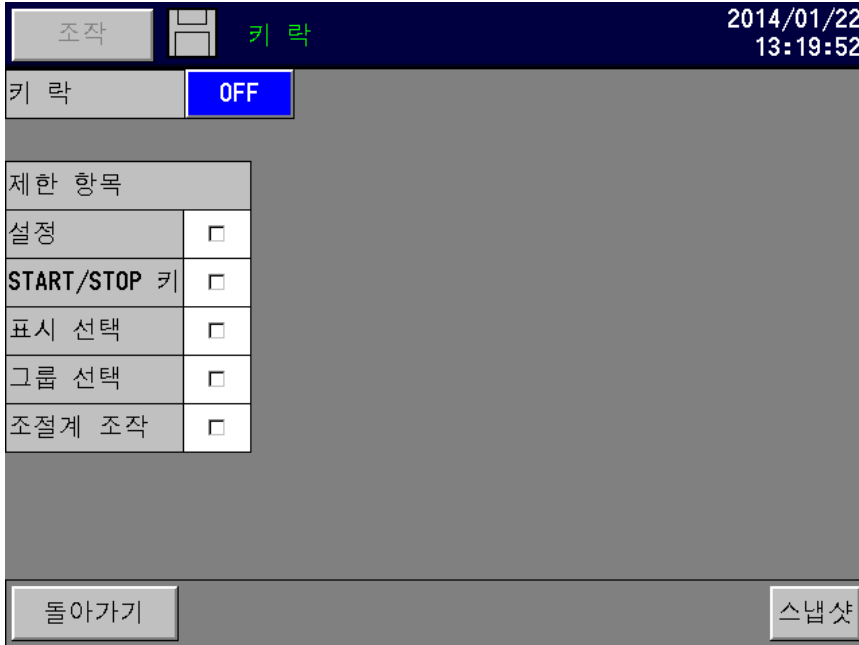 조작
키 락
2014/01/22
13:19:52
키 락
OFF
제한 항목
설정
START/STOP 키
표시 선택
그룹 선택
조절계 조작
돌아가기
스냅샷